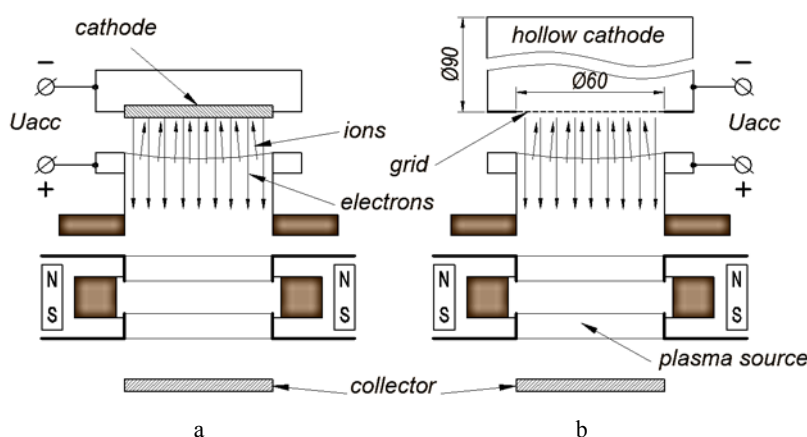 cathode
−
Uacc
+
ions
electrons
N
S
N
S
collector
a
hollow cathode
Ø90
Ø60
−
Uacc
+
grid
N
S
N
S
plasma source
b